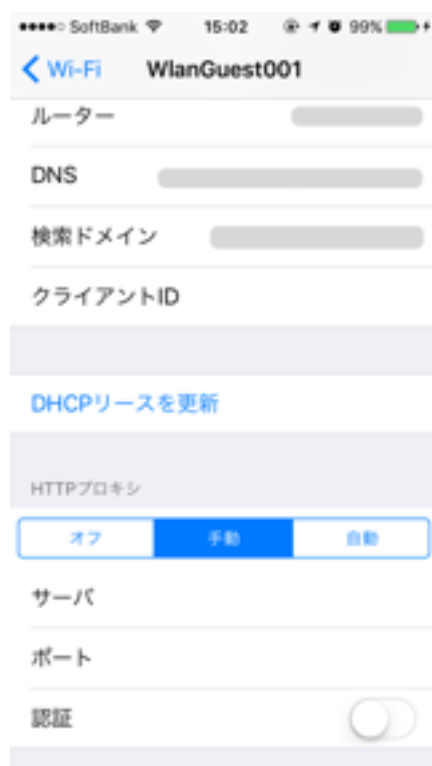 SoftBank 15:02 99%
Wi-Fi WlanGuest001
ルーター
DNS
検索ドメイン
クライアントID
DHCPリースを更新
HTTPプロキシ
オフ 手動 自動
サーバ
ポート
認証